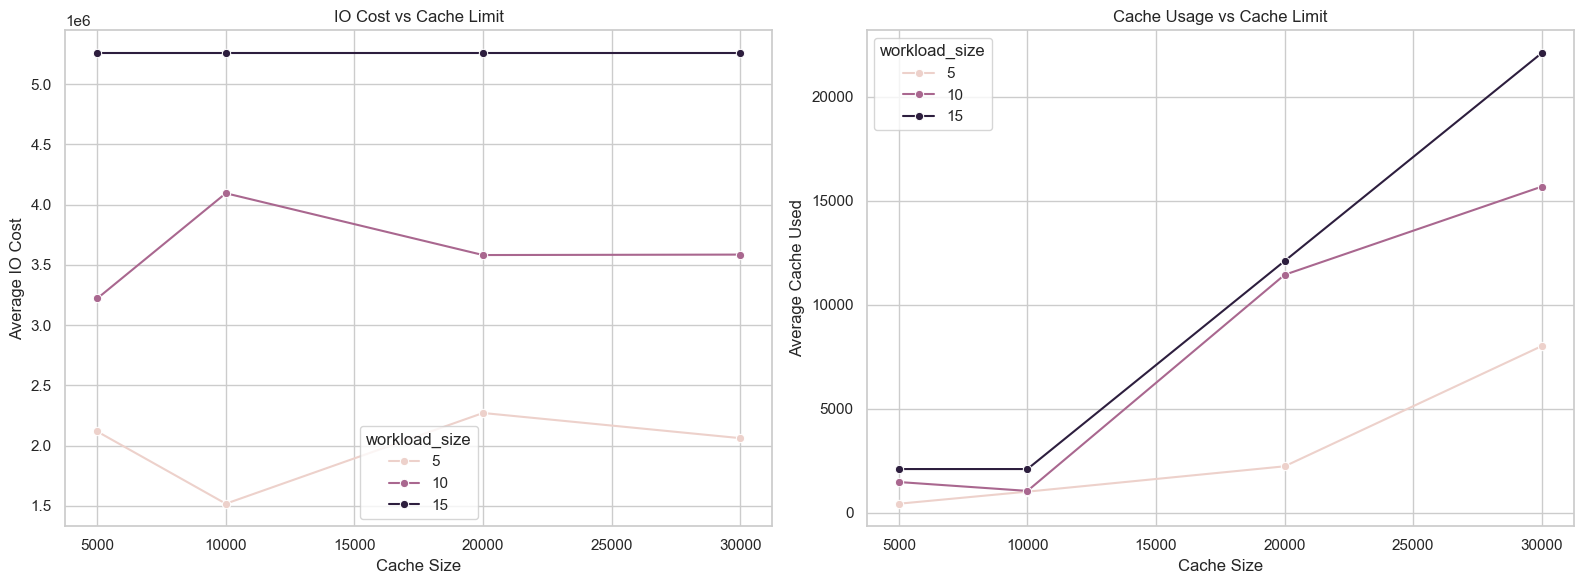 IO Cost vs Cache Limit
1e6
5.0
4.5
4.0
3.5
3.0
2.5
2.0
1.5
Average IO Cost
workload_size
5
10
15
5000 10000 15000 20000 25000 30000
Cache Size
Cache Usage vs Cache Limit
workload_size
5
10
15
20000
15000
10000
5000
0
Average Cache Used
5000 10000 15000 20000 25000 30000
Cache Size